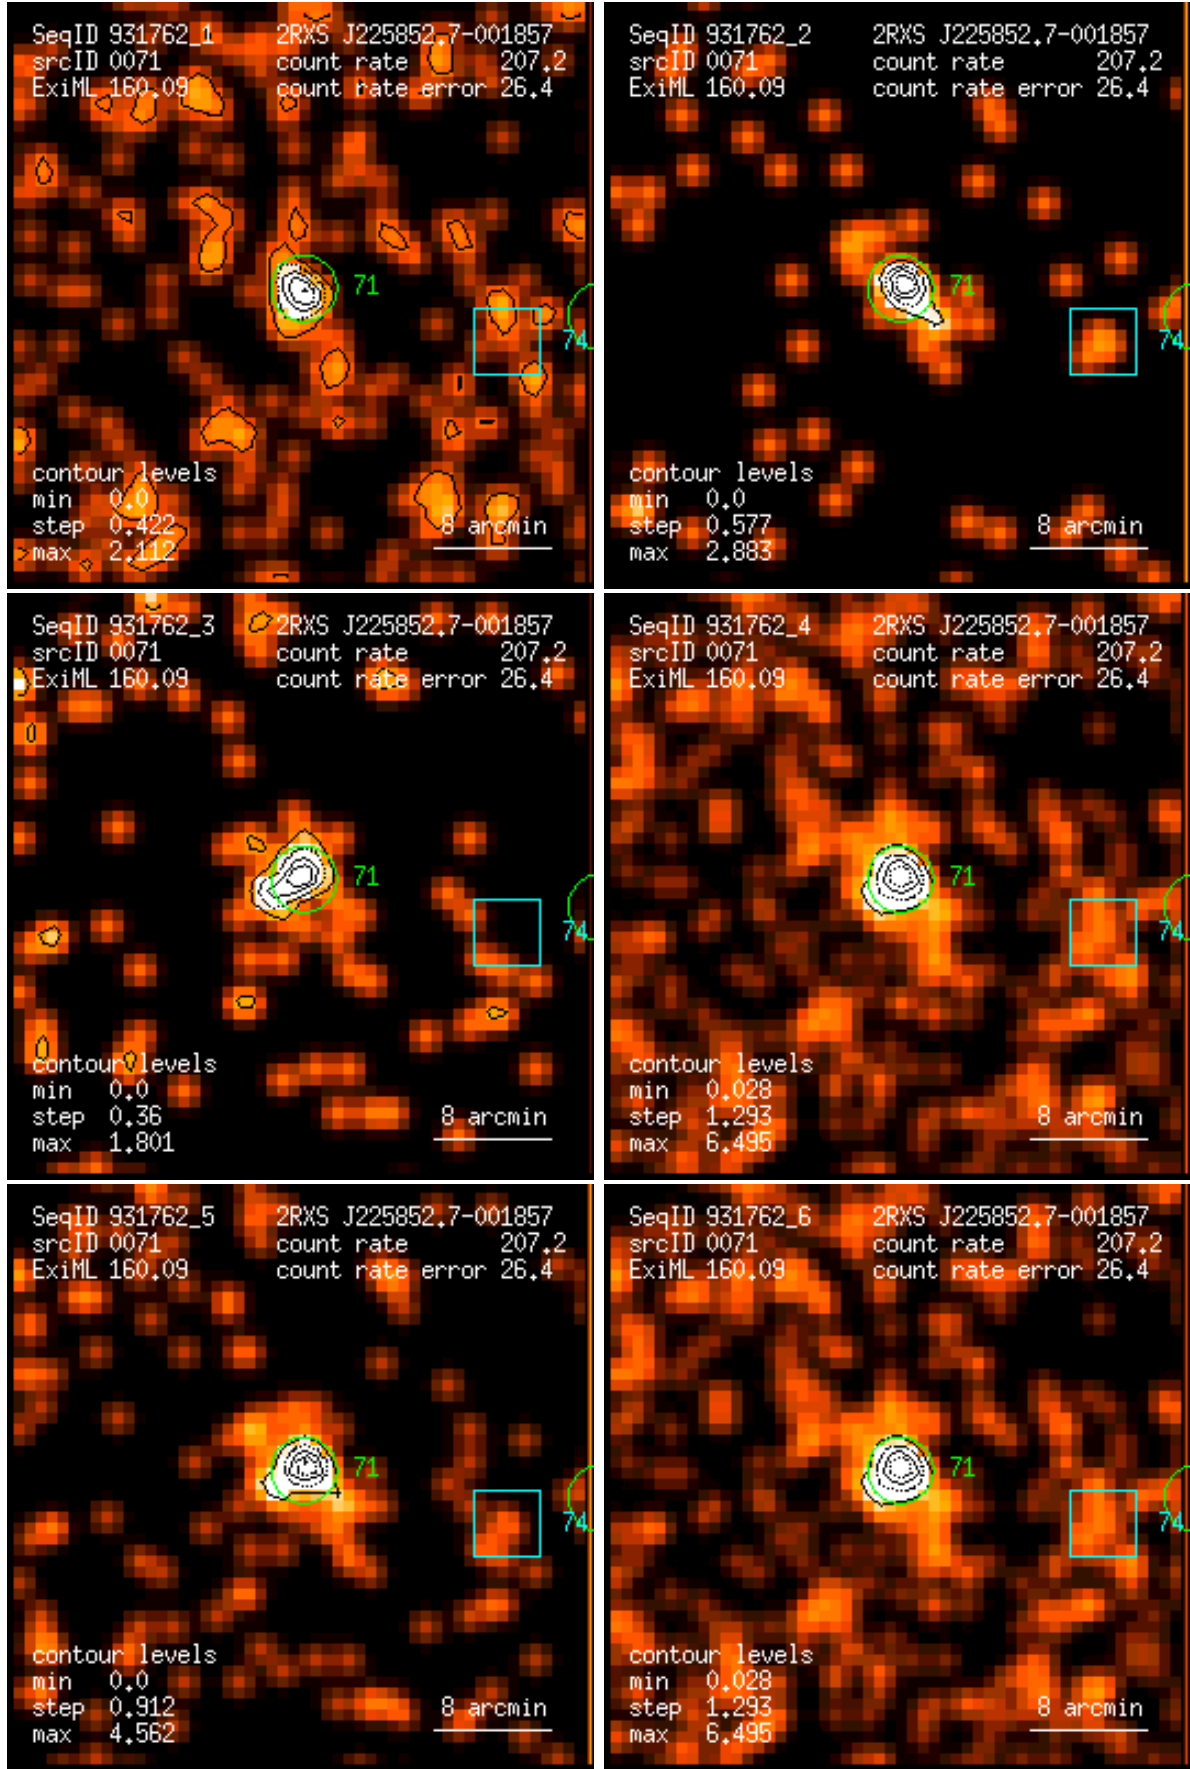 SeqID 931762_1 2RXS J225852.7-001857
srcID 0071 count rate 207.2
ExiML 160.09 count rate error 26.4
71
74
contour levels
min 0.0
step 0.422 8 arcmin
max 2.112
SeqID 931762_2 2RXS J225852.7-001857
srcID 0071 count rate 207.2
ExiML 160.09 count rate error 26.4
71
74
contour levels
min 0.0
step 0.577 8 arcmin
max 2.883
SeqID 931762_3 2RXS J225852.7-001857
srcID 0071 count rate 207.2
ExiML 160.09 count rate error 26.4
71
74
contour levels
min 0.0
step 0.36 8 arcmin
max 1.801
SeqID 931762_4 2RXS J225852.7-001857
srcID 0071 count rate 207.2
ExiML 160.09 count rate error 26.4
71
74
contour levels
min 0.028
step 1.293 8 arcmin
max 6.495
SeqID 931762_5 2RXS J225852.7-001857
srcID 0071 count rate 207.2
ExiML 160.09 count rate error 26.4
71
74
contour levels
min 0.0
step 0.912 8 arcmin
max 4.562
SeqID 931762_6 2RXS J225852.7-001857
srcID 0071 count rate 207.2
ExiML 160.09 count rate error 26.4
71
74
contour levels
min 0.028
step 1.293 8 arcmin
max 6.495